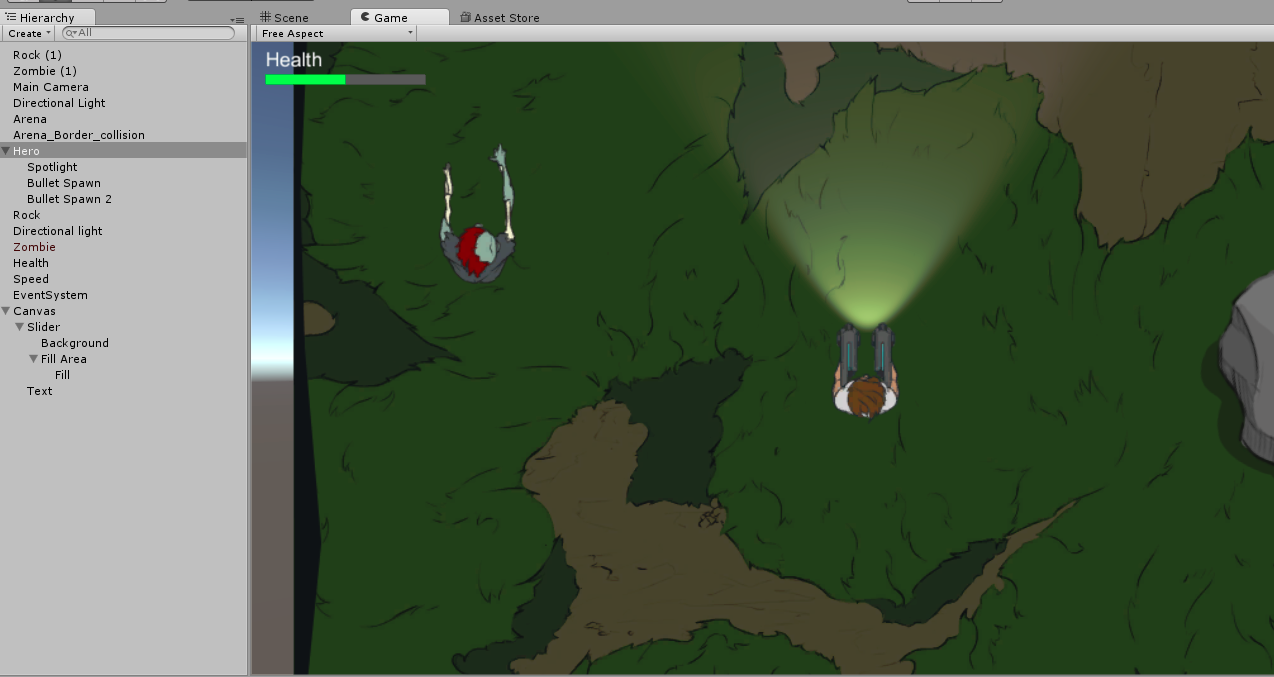 Hierarchy
Create
All
Rock (1)
Zombie (1)
Main Camera
Directional Light
Arena
Arena_Border_collision
Hero
Spotlight
Bullet Spawn
Bullet Spawn 2
Rock
Directional light
Zombie
Health
Speed
EventSystem
Canvas
Slider
Background
Fill Area
Fill
Text
Scene
Game
Asset Store
Free Aspect
Health